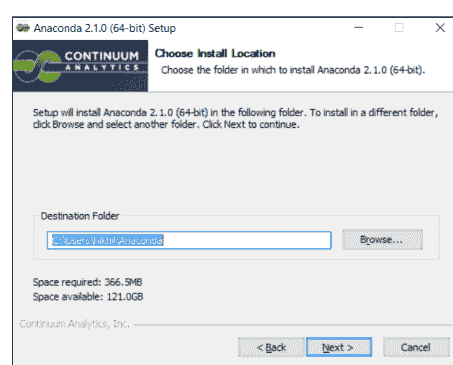 Anaconda 2.1.0 (64-bit) Setup
CONTINUUM
ANALYTICS
Choose Install Location
Choose the folder in which to install Anaconda 2.1.0 (64-bit).
Setup will install Anaconda 2.1.0 (64-bit) in the following folder. To install in a different folder,
click Browse and select another folder. Click Next to continue.
Destination Folder
C:\Users\nikhil\Anaconda
Browse...
Space required: 366.5MB
Space available: 121.0GB
Continuum Analytics, Inc.
< Back
Next >
Cancel